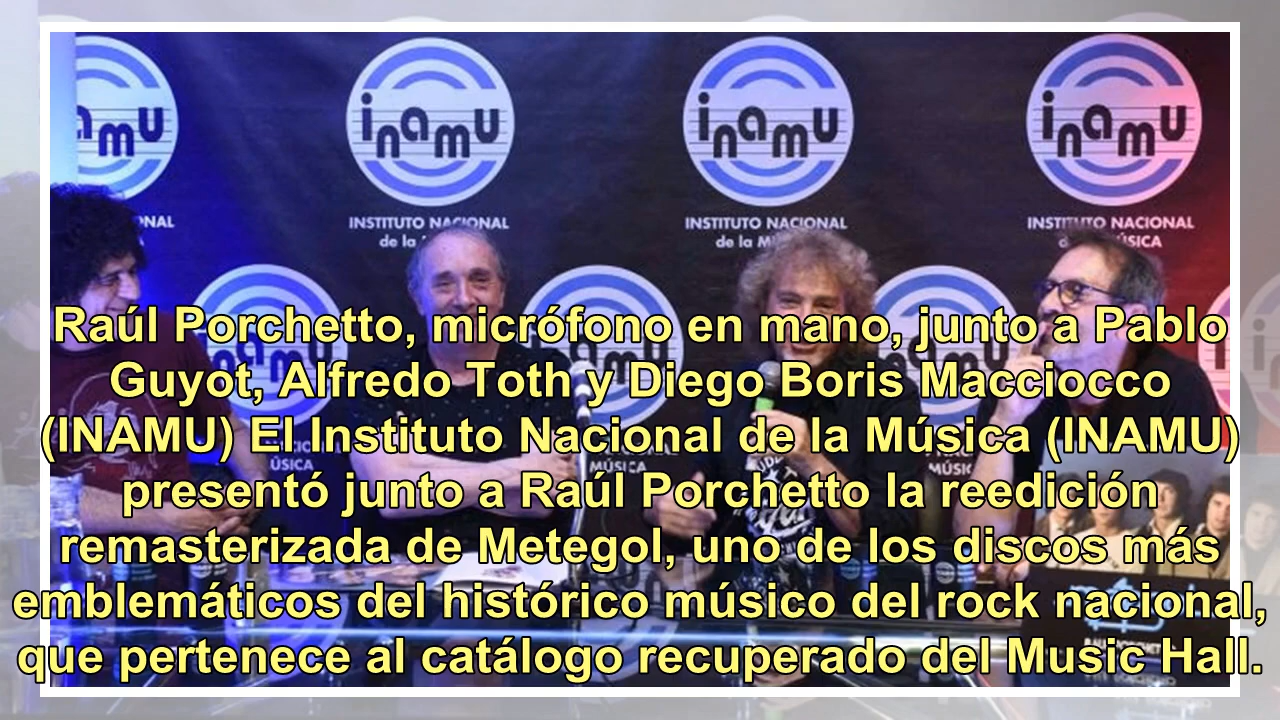 inamu
inamu
inamu
inamu
INSTITUTO NACIONAL
INSTITUTO NACIONAL
INSTITUTO NACIONAL
de la
de la
MÚSICA
Raúl Porchetto, micrófono en mano, junto a Pablo
Guyot, Alfredo Toth y Diego Boris Macciocco
(INAMU) El Instituto Nacional de la Música (INAMU)
presentó junto a Raúl Porchetto la reedición
remasterizada de Metegol, uno de los discos más
emblemáticos del histórico músico del rock nacional,
que pertenece al catálogo recuperado del Music Hall.